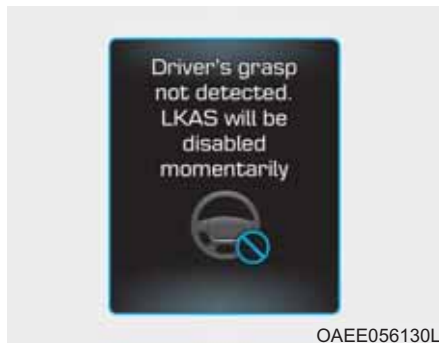 Driver's grasp
not detected.
LKAS will be
disabled
momentarily
OAEE056130L